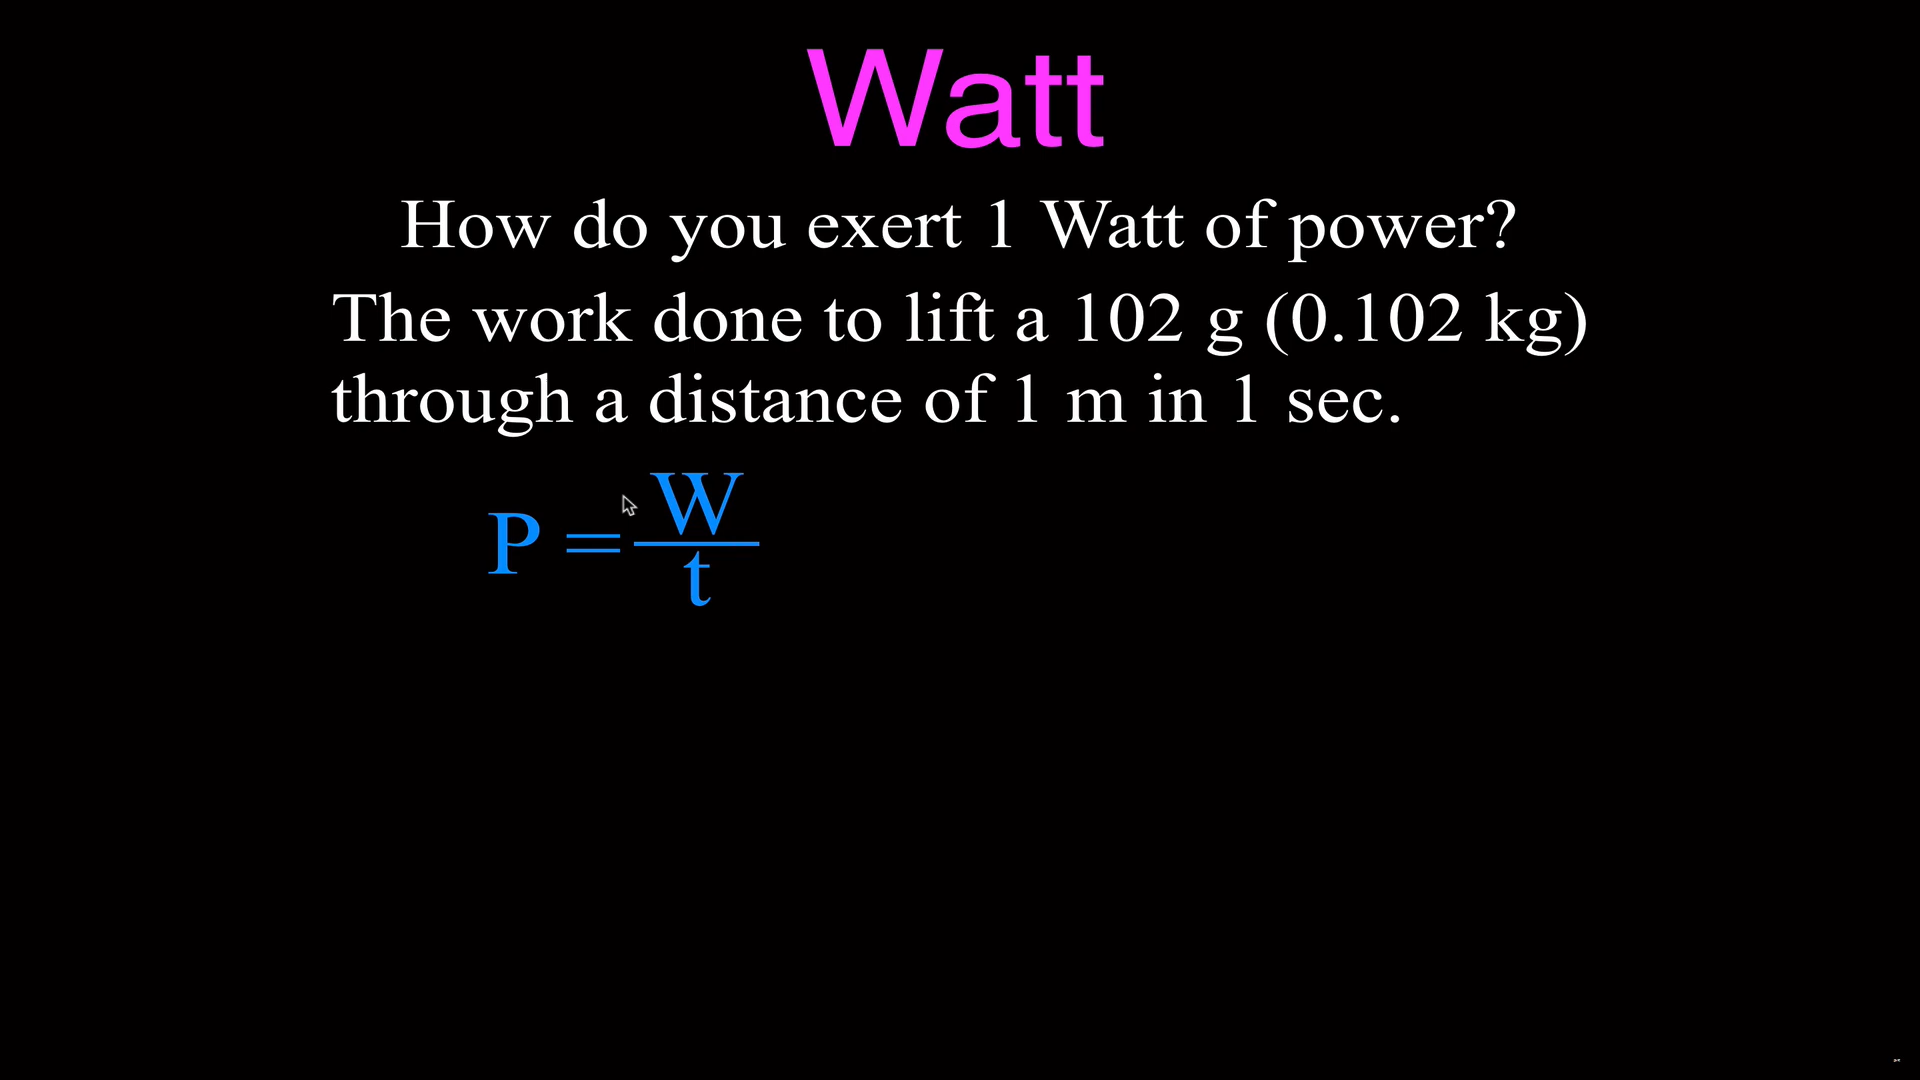 Watt
How do you exert 1 Watt of power?
The work done to lift a 102 g (0.102 kg)
through a distance of 1 m in 1 sec.
P = W/t